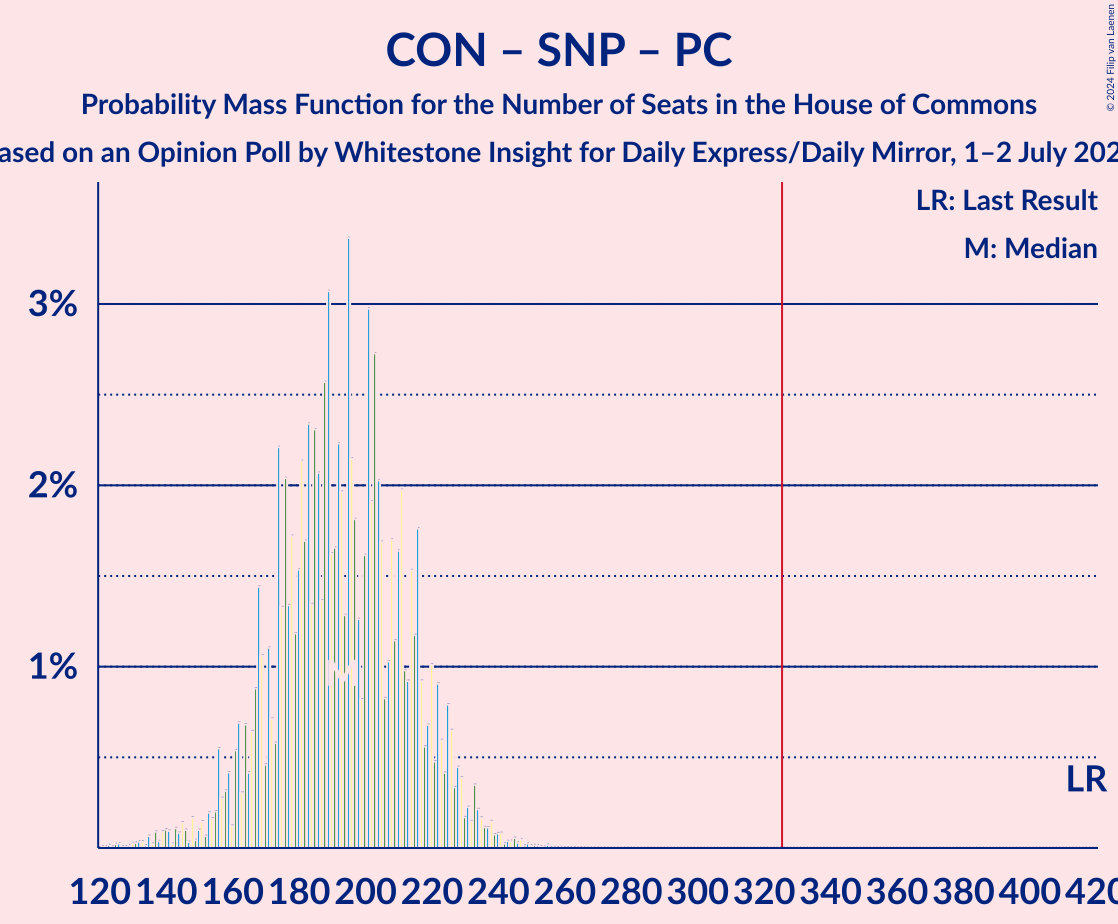 CON – SNP – PC
Probability Mass Function for the Number of Seats in the House of Commons
ased on an Opinion Poll by Whitestone Insight for Daily Express/Daily Mirror, 1–2 July 202
© 2024 Filip van Laenen
LR: Last Result
M: Median
3%
2%
1%
LR
120 140 160 180 200 220 240 260 280 300 320 340 360 380 400 420